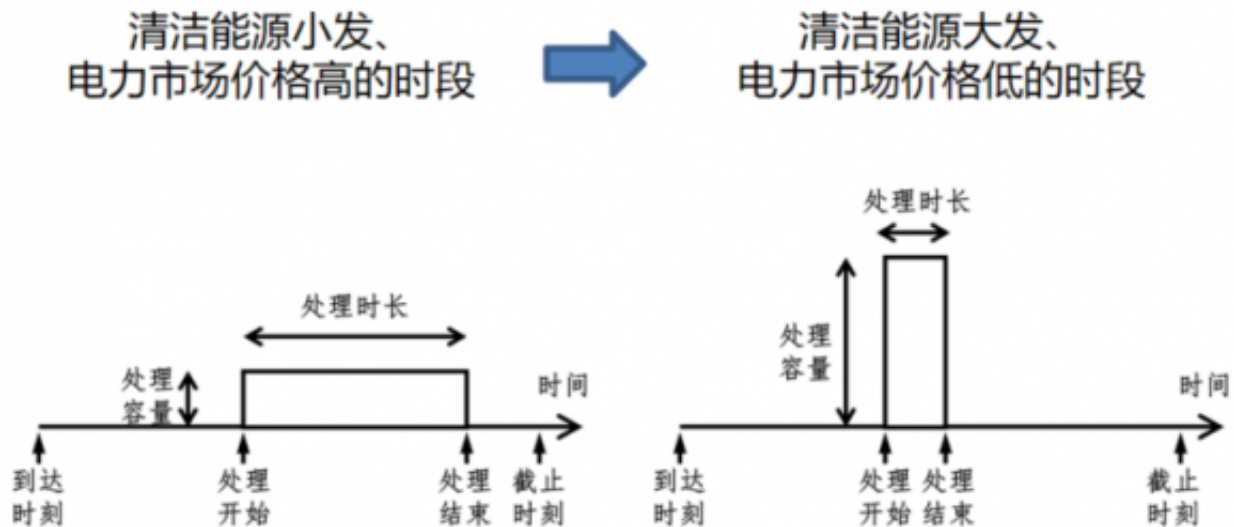 清洁能源小发、
电力市场价格高的时段
清洁能源大发、
电力市场价格低的时段
处理时长
处理
容量
时间
到达
时刻
处理
开始
处理
结束
截止
时刻
处理时长
处理
容量
时间
到达
时刻
处理
开始
处理
结束
截止
时刻